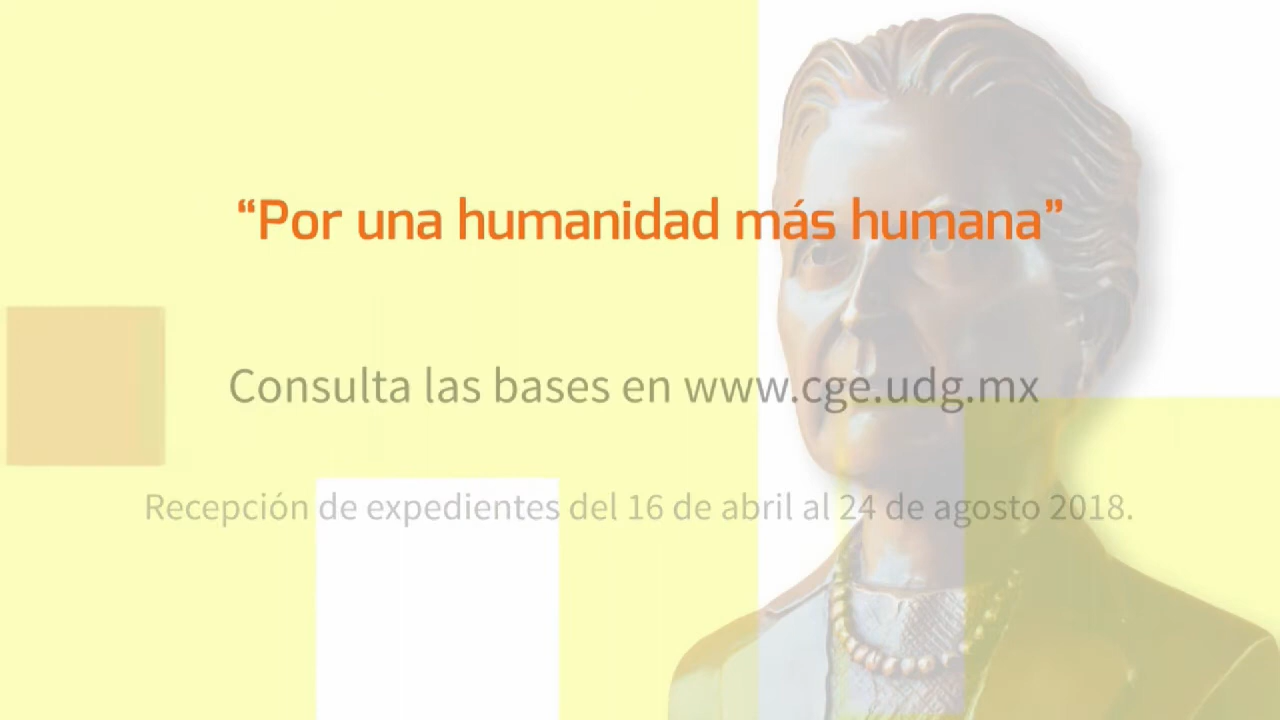 “Por una humanidad más humana”
Consulta las bases en www.cge.udg.mx
Recepción de expedientes del 16 de abril al 24 de agosto 2018.